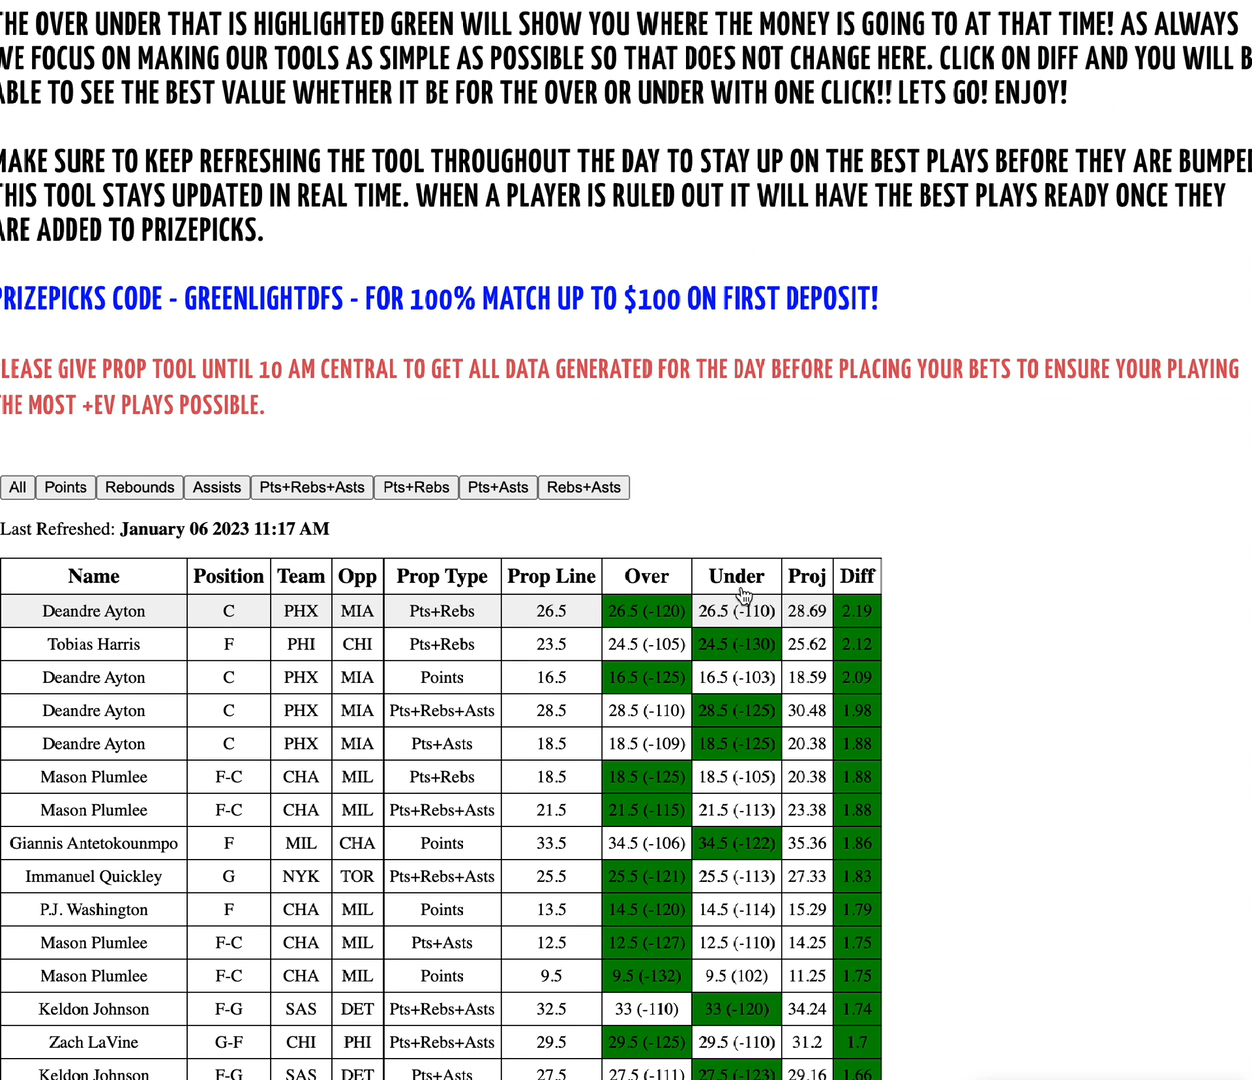 THE OVER UNDER THAT IS HIGHLIGHTED GREEN WILL SHOW YOU WHERE THE MONEY IS GOING TO AT THAT TIME! AS ALWAYS
WE FOCUS ON MAKING OUR TOOLS AS SIMPLE AS POSSIBLE SO THAT DOES NOT CHANGE HERE. CLICK ON DIFF AND YOU WILL B
ABLE TO SEE THE BEST VALUE WHETHER IT BE FOR THE OVER OR UNDER WITH ONE CLICK!! LETS GO! ENJOY!
MAKE SURE TO KEEP REFRESHING THE TOOL THROUGHOUT THE DAY TO STAY UP ON THE BEST PLAYS BEFORE THEY ARE BUMPE
THIS TOOL STAYS UPDATED IN REAL TIME. WHEN A PLAYER IS RULED OUT IT WILL HAVE THE BEST PLAYS READY ONCE THEY
ARE ADDED TO PRIZEPICKS.
PRIZEPICKS CODE - GREENLIGHTDFS - FOR 100% MATCH UP TO $100 ON FIRST DEPOSIT!
LEASE GIVE PROP TOOL UNTIL 10 AM CENTRAL TO GET ALL DATA GENERATED FOR THE DAY BEFORE PLACING YOUR BETS TO ENSURE YOUR PLAYING
THE MOST +EV PLAYS POSSIBLE.
All Points Rebounds Assists Pts+Rebs+Asts Pts+Rebs Pts+Asts Rebs+Asts
Last Refreshed: January 06 2023 11:17 AM
Name Position Team Opp Prop Type Prop Line Over Under Proj Diff
Deandre Ayton C PHX MIA Pts+Rebs 26.5 26.5 (-120) 26.5 (-110) 28.69 2.19
Tobias Harris F PHI CHI Pts+Rebs 23.5 24.5 (-105) 24.5 (-130) 25.62 2.12
Deandre Ayton C PHX MIA Points 16.5 16.5 (-125) 16.5 (-103) 18.59 2.09
Deandre Ayton C PHX MIA Pts+Rebs+Asts 28.5 28.5 (-110) 28.5 (-125) 30.48 1.98
Deandre Ayton C PHX MIA Pts+Asts 18.5 18.5 (-109) 18.5 (-125) 20.38 1.88
Mason Plumlee F-C CHA MIL Pts+Rebs 18.5 18.5 (-125) 18.5 (-105) 20.38 1.88
Mason Plumlee F-C CHA MIL Pts+Rebs+Asts 21.5 21.5 (-115) 21.5 (-113) 23.38 1.88
Giannis Antetokounmpo F MIL CHA Points 33.5 34.5 (-106) 34.5 (-122) 35.36 1.86
Immanuel Quickley G NYK TOR Pts+Rebs+Asts 25.5 25.5 (-121) 25.5 (-113) 27.33 1.83
P.J. Washington F CHA MIL Points 13.5 14.5 (-120) 14.5 (-114) 15.29 1.79
Mason Plumlee F-C CHA MIL Pts+Asts 12.5 12.5 (-127) 12.5 (-110) 14.25 1.75
Mason Plumlee F-C CHA MIL Points 9.5 9.5 (-132) 9.5 (102) 11.25 1.75
Keldon Johnson F-G SAS DET Pts+Rebs+Asts 32.5 33 (-110) 33 (-120) 34.24 1.74
Zach LaVine G-F CHI PHI Pts+Rebs+Asts 29.5 29.5 (-125) 29.5 (-110) 31.2 1.7
Keldon Johnson F-G SAS DET Pts+Asts 27.5 27.5 (-111) 27.5 (-123) 29.16 1.66